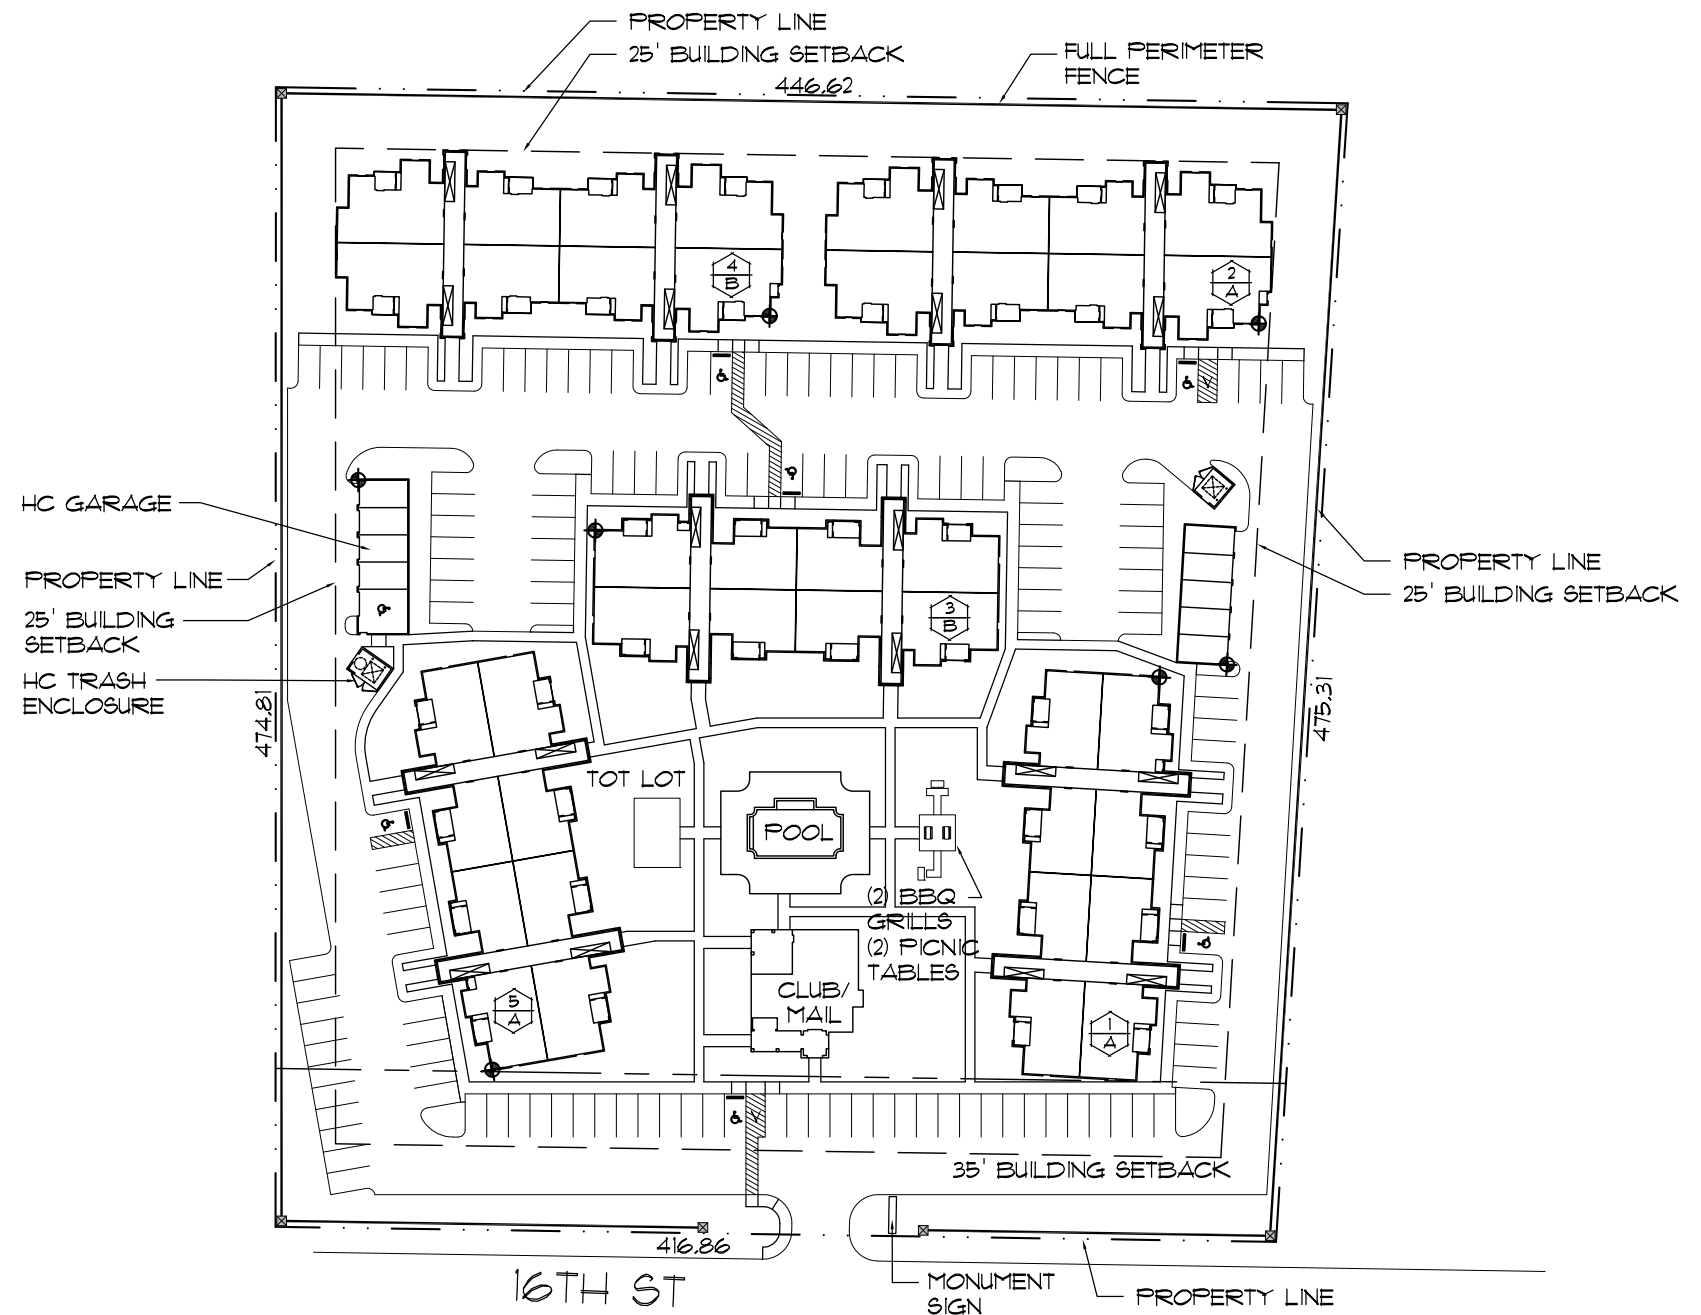 PROPERTY LINE
25' BUILDING SETBACK
446.62
FULL PERIMETER
FENCE
4
B
2
A
V
HC GARAGE
PROPERTY LINE
25' BUILDING
SETBACK
HC TRASH
ENCLOSURE
474.81
PROPERTY LINE
25' BUILDING SETBACK
475.31
3
B
TOT LOT
POOL
(2) BBQ
GRILLS
(2) PICNIC
TABLES
CLUB/
MAIL
5
A
1
A
V
35' BUILDING SETBACK
416.86
16TH ST
MONUMENT
SIGN
PROPERTY LINE